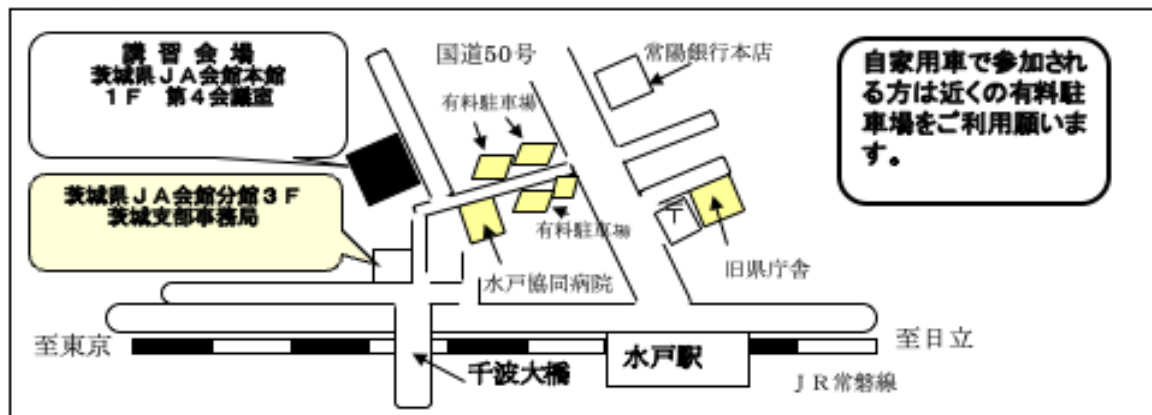 講習会場
茨城県ＪＡ会館本館
１Ｆ　第４会議室
国道50号
常陽銀行本店
自家用車で参加され
る方は近くの有料駐
車場をご利用願いま
す。
有料駐車場
茨城県ＪＡ会館分館３Ｆ
茨城支部事務局
〒
有料駐車場
旧県庁舎
水戸協同病院
至東京
水戸駅
至日立
千波大橋
ＪＲ常磐線